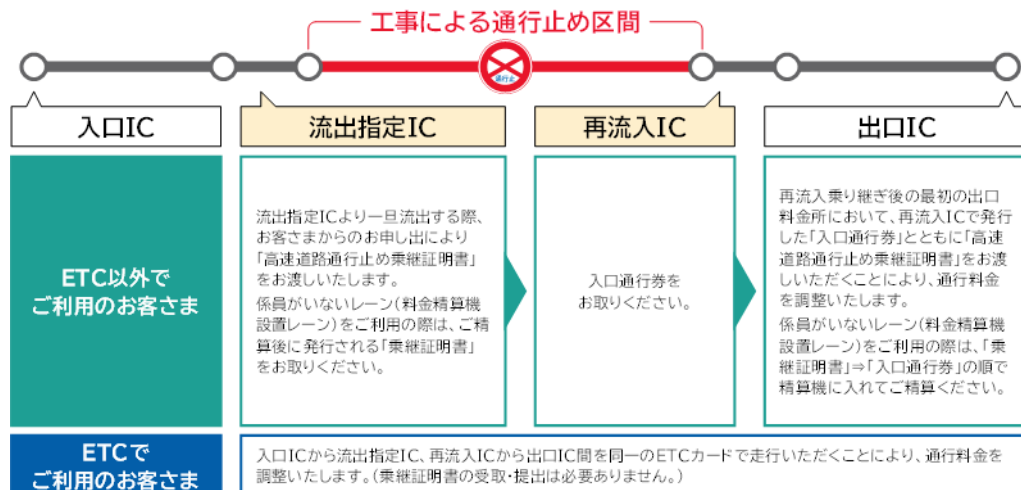 工事による通行止め区間
通行止
入口IC
流出指定IC
再流入IC
出口IC
ETC以外で
ご利用のお客さま
流出指定ICより一旦流出する際、
お客さまからのお申し出により
「高速道路通行止め乗継証明書」
をお渡しいたします。
係員がいないレーン(料金精算機
設置レーン)をご利用の際は、ご精
算後に発行される「乗継証明書」
をお取りください。
入口通行券を
お取りください。
再流入乗り継ぎ後の最初の出口
料金所において、再流入ICで発行
した「入口通行券」とともに「高速
道路通行止め乗継証明書」をお渡
しいただくことにより、通行料金
を調整いたします。
係員がいないレーン(料金精算機
設置レーン)をご利用の際は、「乗
継証明書」⇒「入口通行券」の順で
精算機に入れてご精算ください。
ETCで
ご利用のお客さま
入口ICから流出指定IC、再流入ICから出口IC間を同一のETCカードで走行いただくことにより、通行料金を
調整いたします。(乗継証明書の受取・提出は必要ありません。)